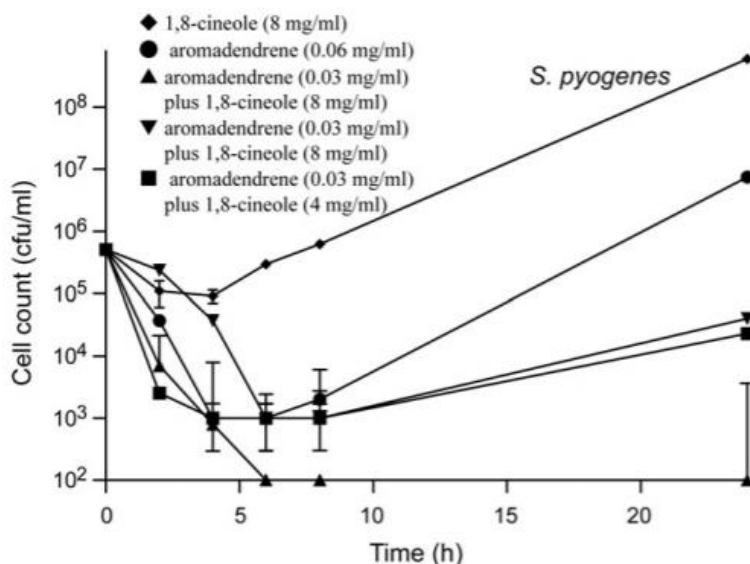 1,8-cineole (8 mg/ml)
aromadendrene (0.06 mg/ml)
aromadendrene (0.03 mg/ml)
plus 1,8-cineole (8 mg/ml)
aromadendrene (0.03 mg/ml)
plus 1,8-cineole (8 mg/ml)
aromadendrene (0.03 mg/ml)
plus 1,8-cineole (4 mg/ml)
S. pyogenes
Cell count (cfu/ml)
10⁸
10⁷
10⁶
10⁵
10⁴
10³
10²
0 5 10 15 20
Time (h)